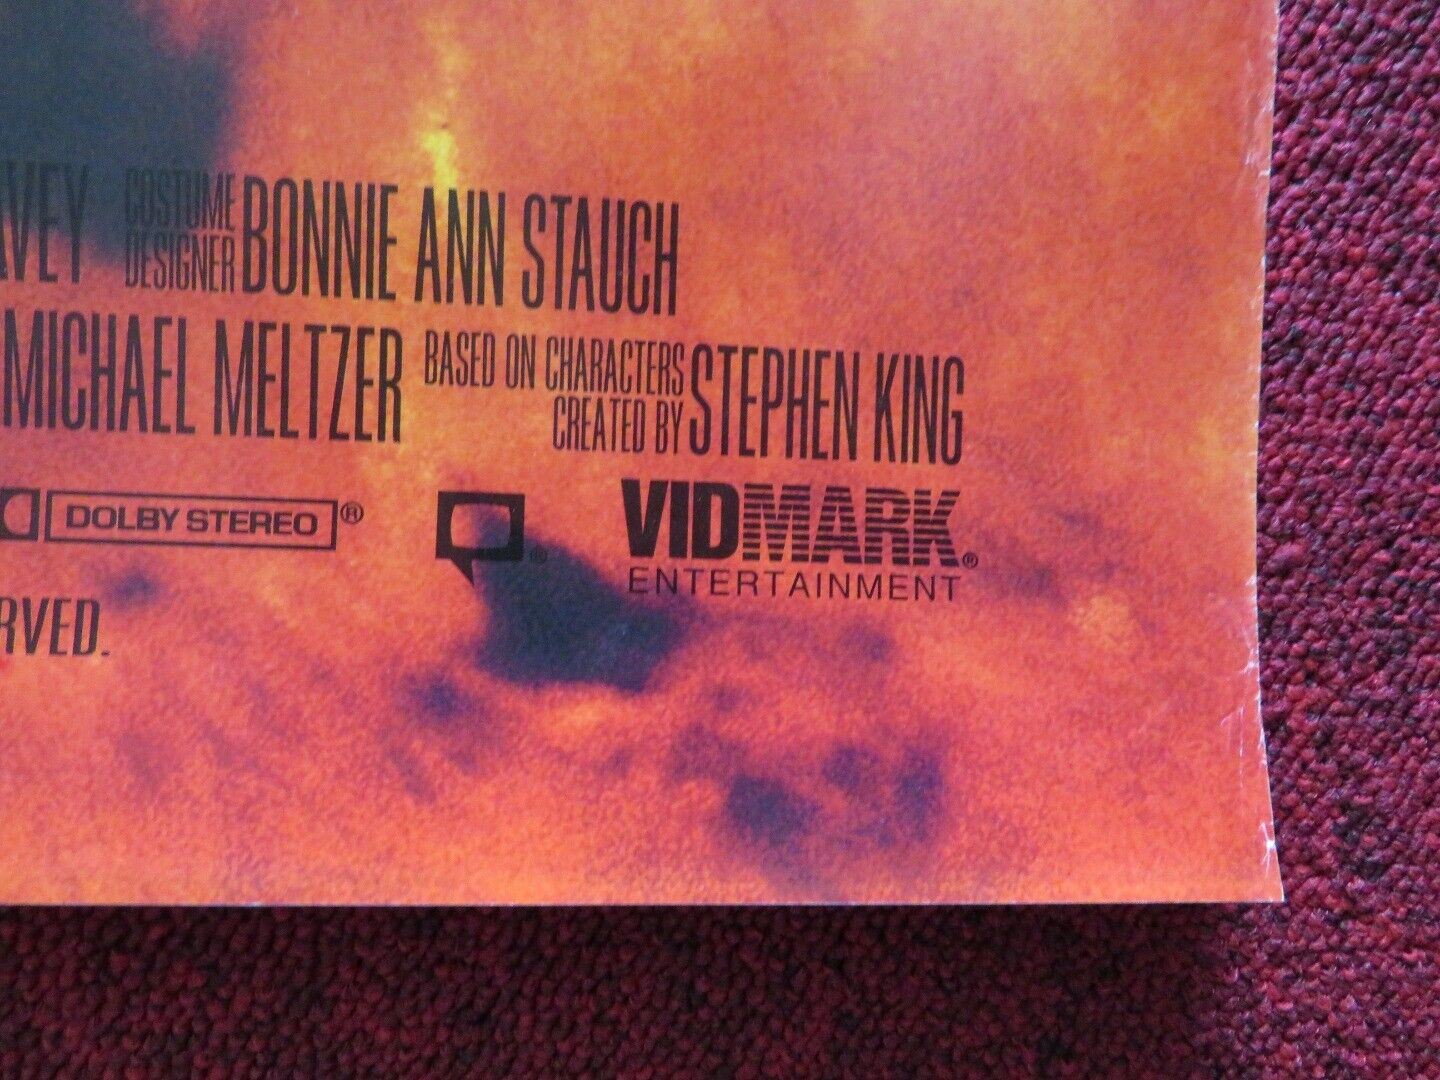 AVEY COSTUME DESIGNER BONNIE ANN STAUCH
MICHAEL MELTZER BASED ON CHARACTERS CREATED BY STEPHEN KING
DOLBY STEREO® ® VIDMARK®
ENTERTAINMENT
RVED.